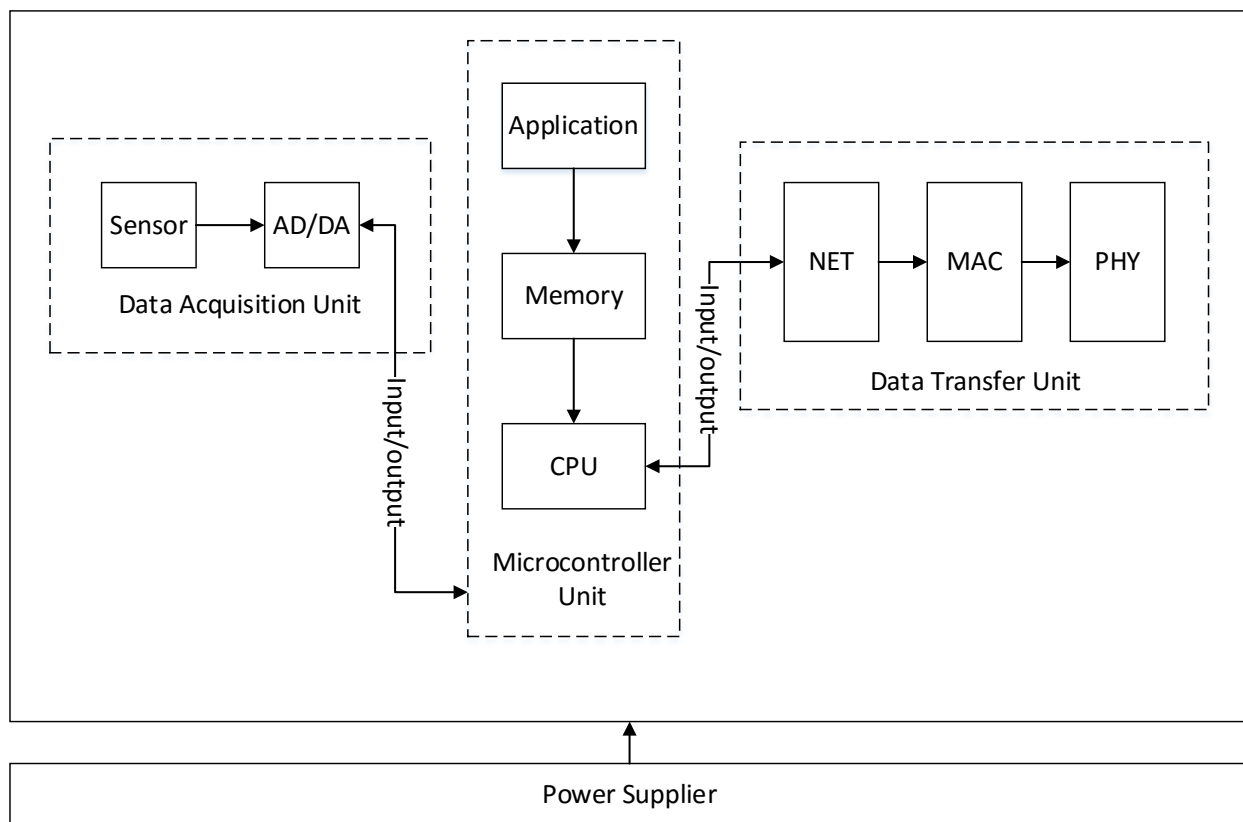 Application
Sensor
AD/DA
Data Acquisition Unit
Input/output
Memory
CPU
Microcontroller
Unit
Input/output
NET
MAC
PHY
Data Transfer Unit
Power Supplier